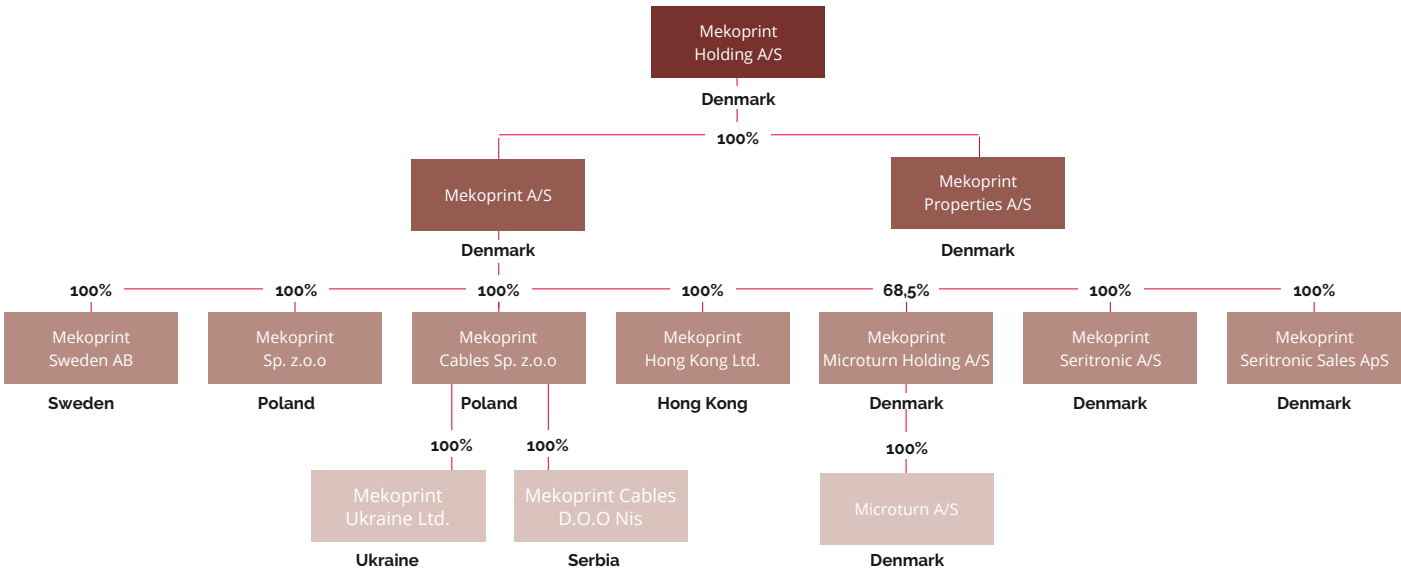 Mekoprint
Holding A/S
Denmark
100%
Mekoprint A/S
Mekoprint
Properties A/S
Denmark
Denmark
100%
100%
100%
100%
68,5%
100%
100%
Mekoprint
Sweden AB
Mekoprint
Sp. z.o.o
Mekoprint
Cables Sp. z.o.o
Mekoprint
Hong Kong Ltd.
Mekoprint
Microturn Holding A/S
Mekoprint
Seritronic A/S
Mekoprint
Seritronic Sales ApS
Sweden
Poland
Poland
Hong Kong
Denmark
Denmark
Denmark
100%
100%
100%
Mekoprint
Ukraine Ltd.
Mekoprint Cables
D.O.O Nis
Microturn A/S
Ukraine
Serbia
Denmark